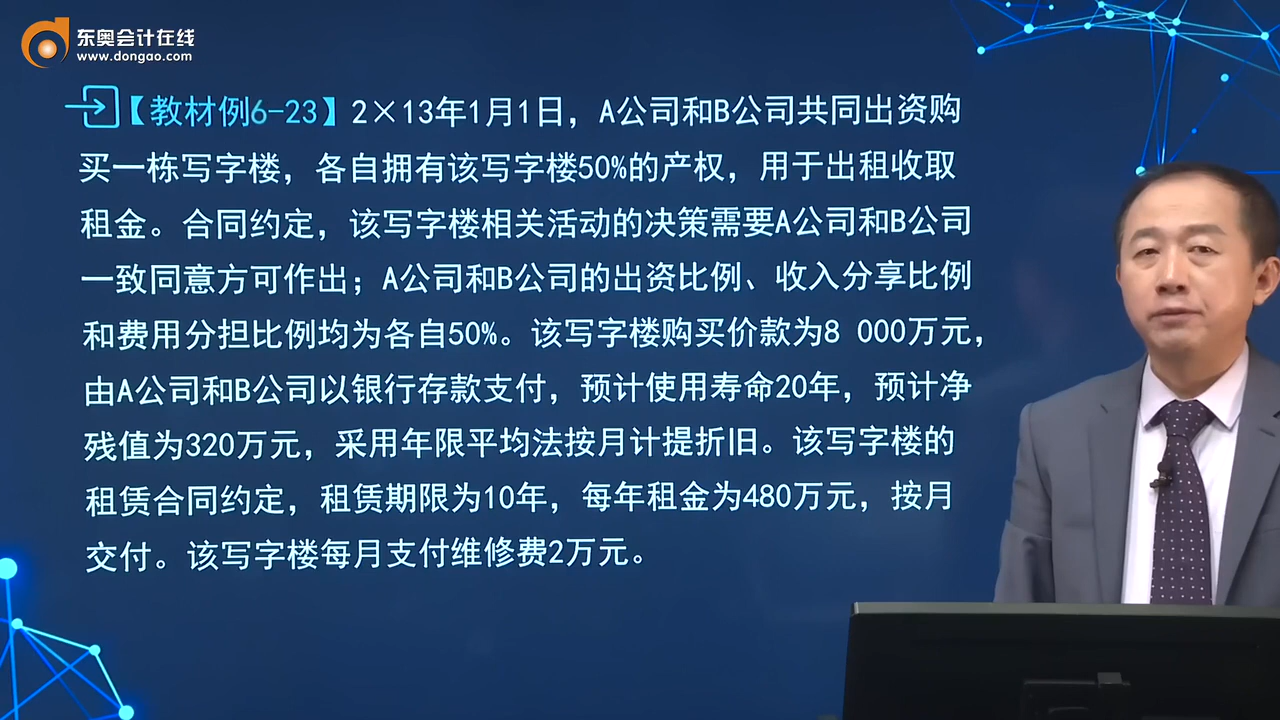 东奥会计在线
www.dongao.com
【教材例6-23】2×13年1月1日，A公司和B公司共同出资购
买一栋写字楼，各自拥有该写字楼50%的产权，用于出租收取
租金。合同约定，该写字楼相关活动的决策需要A公司和B公司
一致同意方可作出；A公司和B公司的出资比例、收入分享比例
和费用分担比例均为各自50%。该写字楼购买价款为8 000万元，
由A公司和B公司以银行存款支付，预计使用寿命20年，预计净
残值为320万元，采用年限平均法按月计提折旧。该写字楼的
租赁合同约定，租赁期限为10年，每年租金为480万元，按月
交付。该写字楼每月支付维修费2万元。